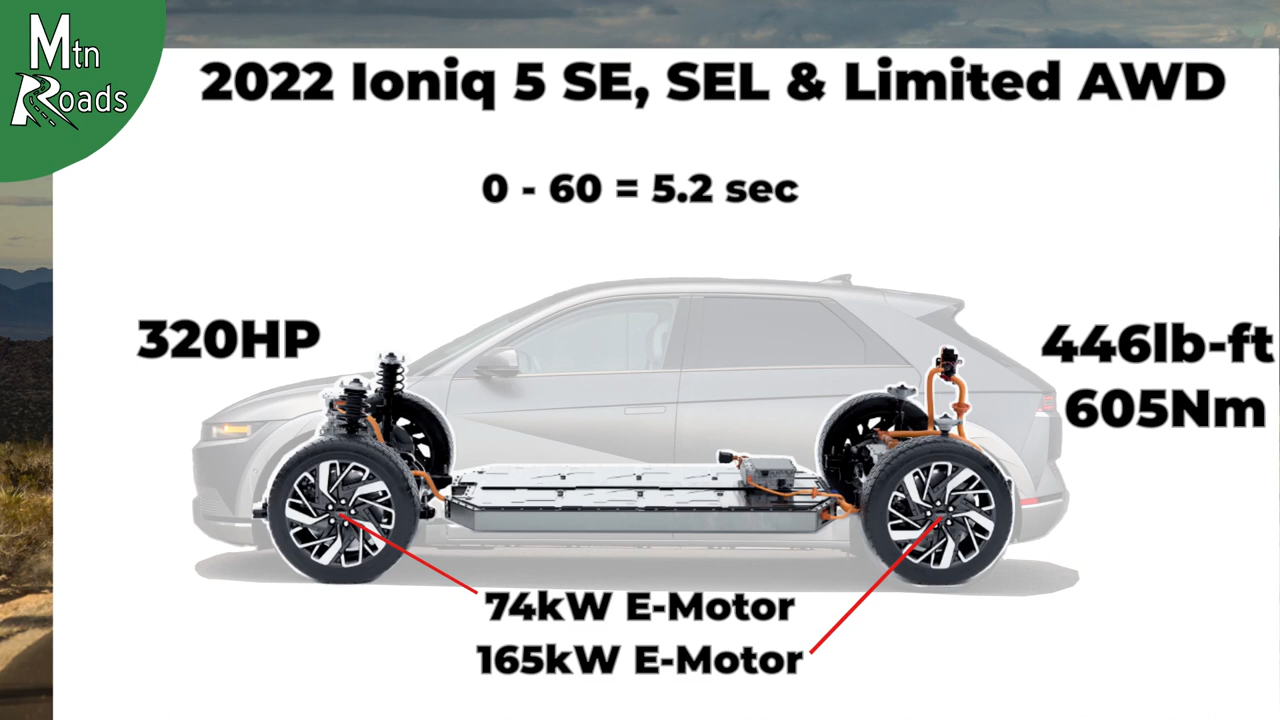 Mtn
Roads
2022 Ioniq 5 SE, SEL & Limited AWD
0 - 60 = 5.2 sec
320HP
446lb-ft
605Nm
74kW E-Motor
165kW E-Motor